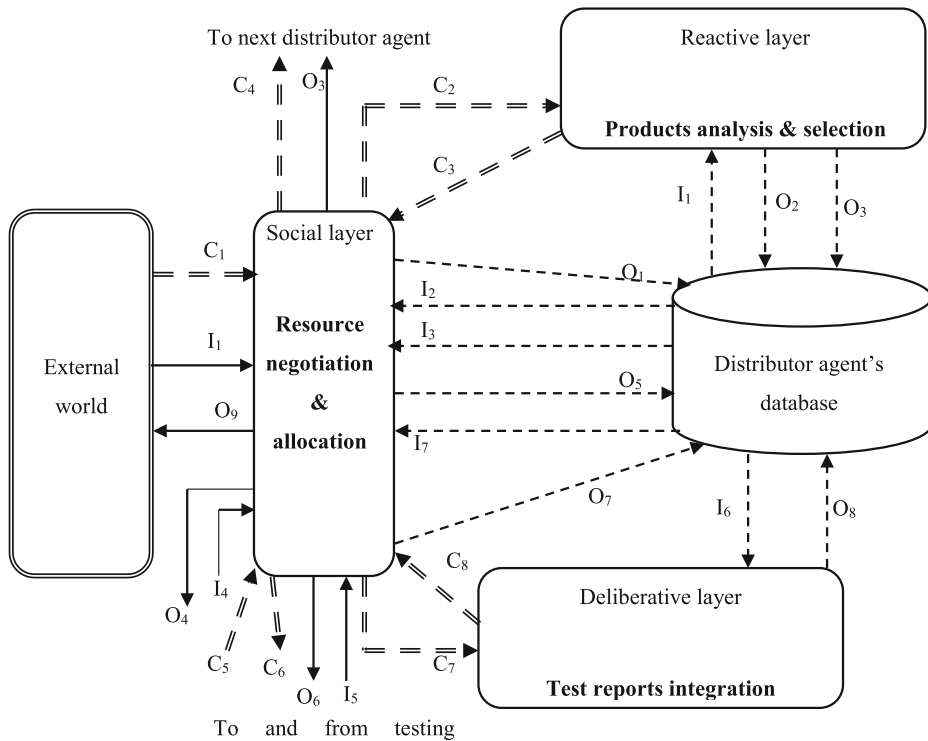 To next distributor agent
Reactive layer
Products analysis & selection
C₄
O₃
C₂
C₃
I₁
O₂
O₃
Social layer
Resource
negotiation
&
allocation
C₁
I₁
O₉
External
world
O₁
I₂
I₃
O₅
I₇
O₇
Distributor agent's
database
I₆
O₈
O₄
I₄
C₅
C₆
O₆
I₅
C₇
C₈
Deliberative layer
Test reports integration
To and from testing